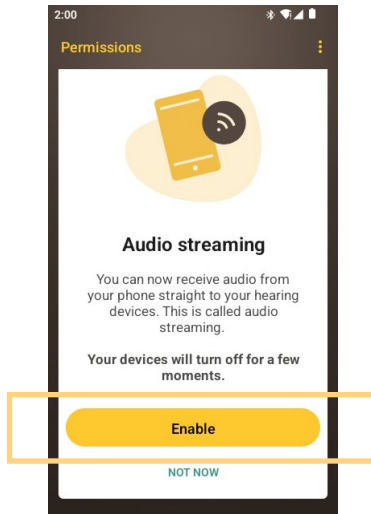 2:00
Permissions
Audio streaming
You can now receive audio from
your phone straight to your hearing
devices. This is called audio
streaming.
Your devices will turn off for a few
moments.
Enable
NOT NOW